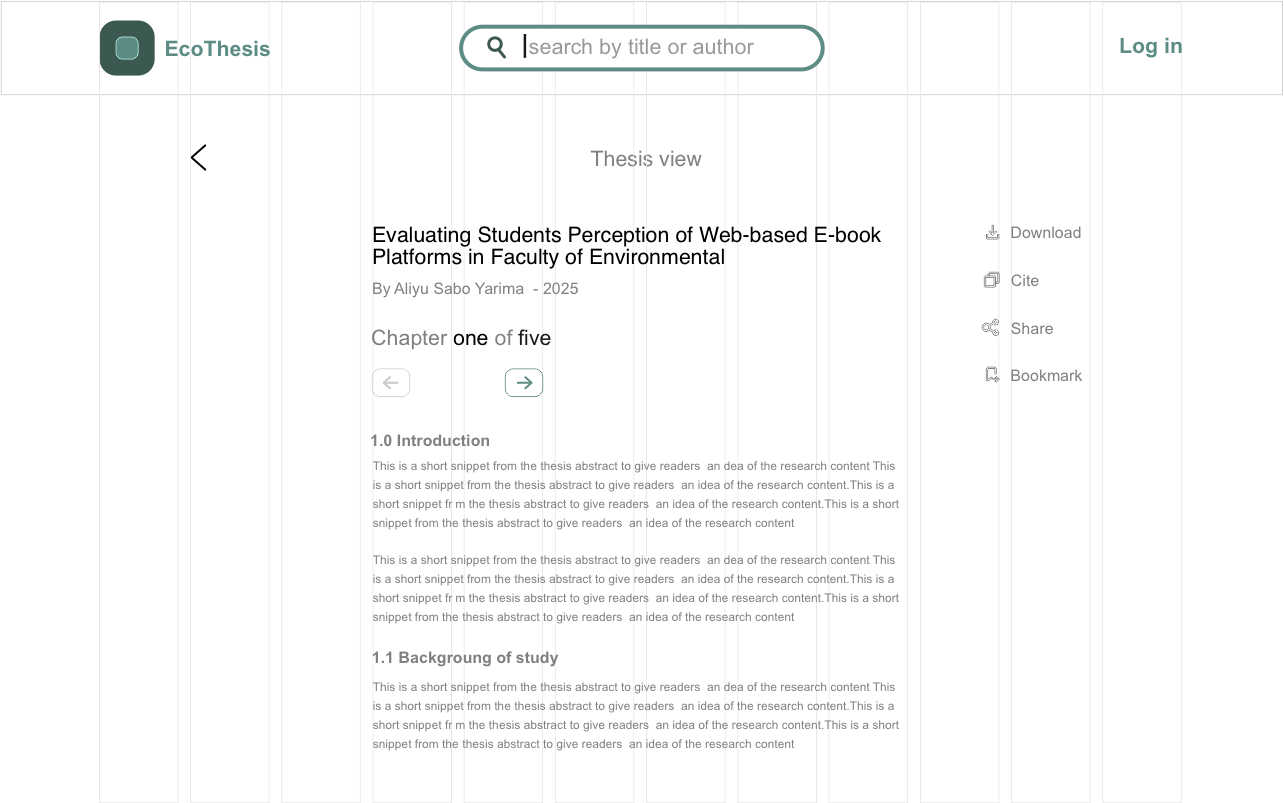 EcoThesis
search by title or author
Log in
Thesis view
Evaluating Students Perception of Web-based E-book
Platforms in Faculty of Environmental
By Aliyu Sabo Yarima - 2025
Download
Cite
Share
Bookmark
Chapter one of five
1.0 Introduction
This is a short snippet from the thesis abstract to give readers an dea of the research content This
is a short snippet from the thesis abstract to give readers an idea of the research content.This is a
short snippet fr m the thesis abstract to give readers an idea of the research content.This is a short
snippet from the thesis abstract to give readers an idea of the research content
This is a short snippet from the thesis abstract to give readers an dea of the research content This
is a short snippet from the thesis abstract to give readers an idea of the research content.This is a
short snippet fr m the thesis abstract to give readers an idea of the research content.This is a short
snippet from the thesis abstract to give readers an idea of the research content
1.1 Backgroung of study
This is a short snippet from the thesis abstract to give readers an dea of the research content This
is a short snippet from the thesis abstract to give readers an idea of the research content.This is a
short snippet fr m the thesis abstract to give readers an idea of the research content.This is a short
snippet from the thesis abstract to give readers an idea of the research content